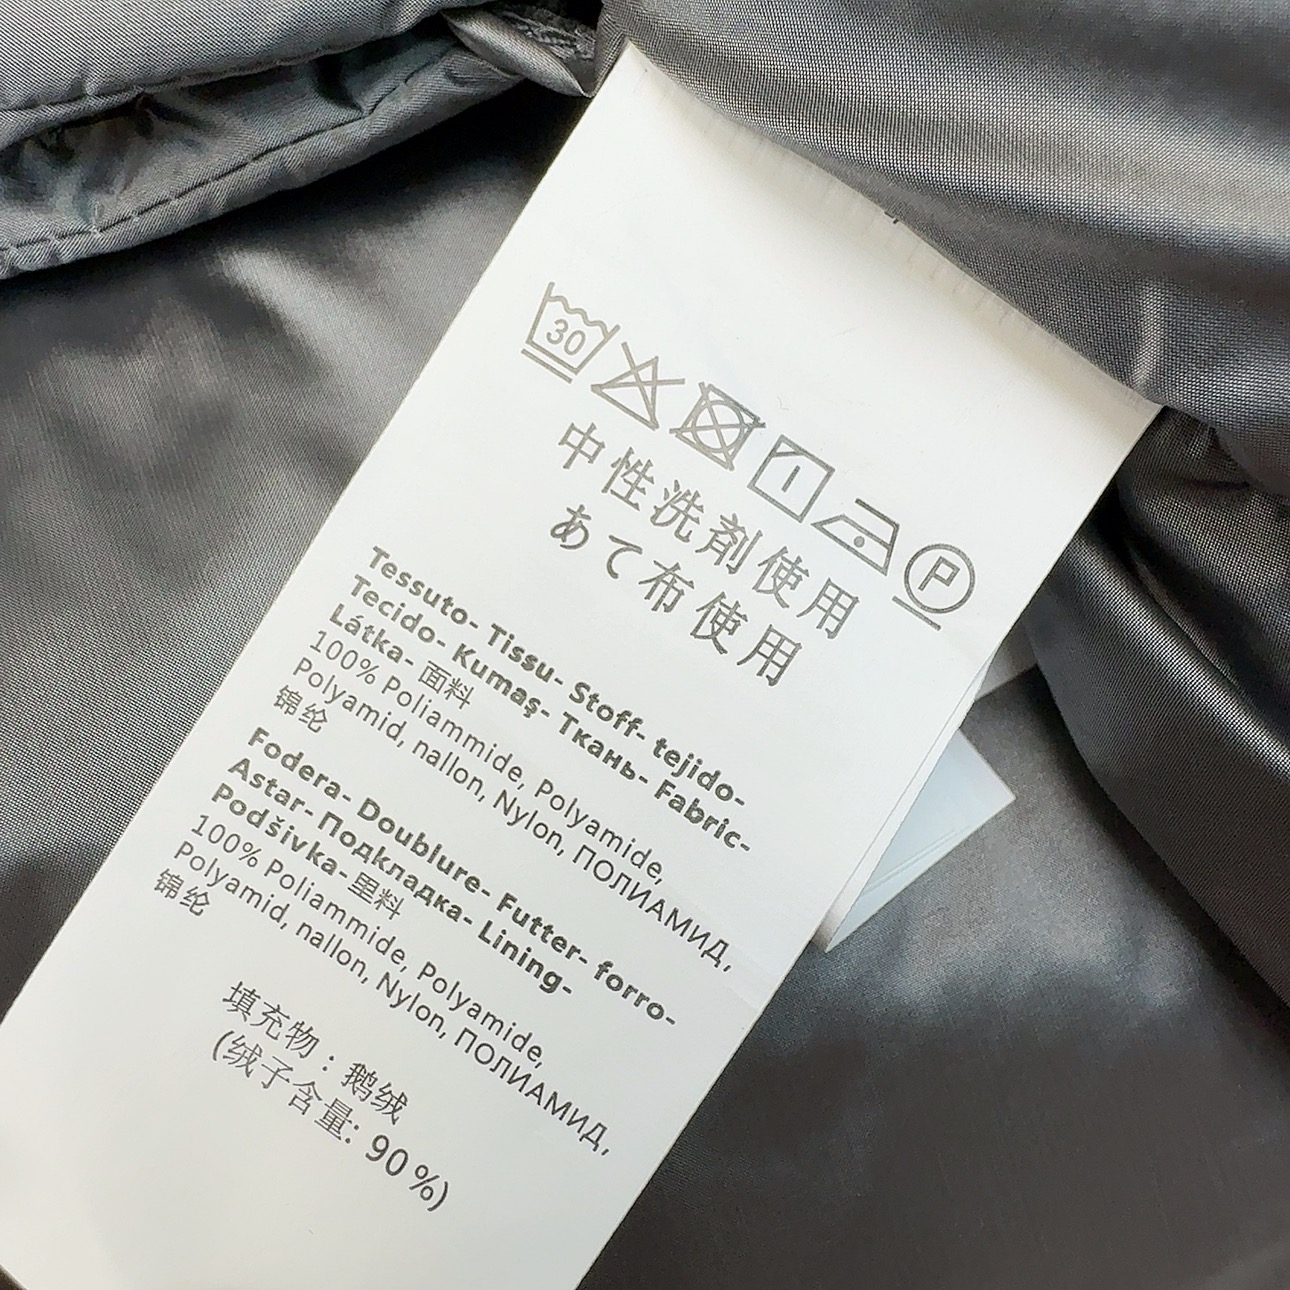 30
P
中性洗剤使用
あて布使用
Tessuto- Tissu- Stoff- tejido-
Tecido- Kumaş- Ткань- Fabric-
Látka- 面料
100% Poliammide, Polyamide,
Polyamid, nallon, Nylon, ПОЛИАМИД,
锦纶
Fodera- Doublure- Futter- forro-
Astar- Подкладка- Lining-
Podšivka- 里料
100% Poliammide, Polyamide,
Polyamid, nallon, Nylon, ПОЛИАМИД,
锦纶
填充物：鹅绒
(绒子含量: 90%)